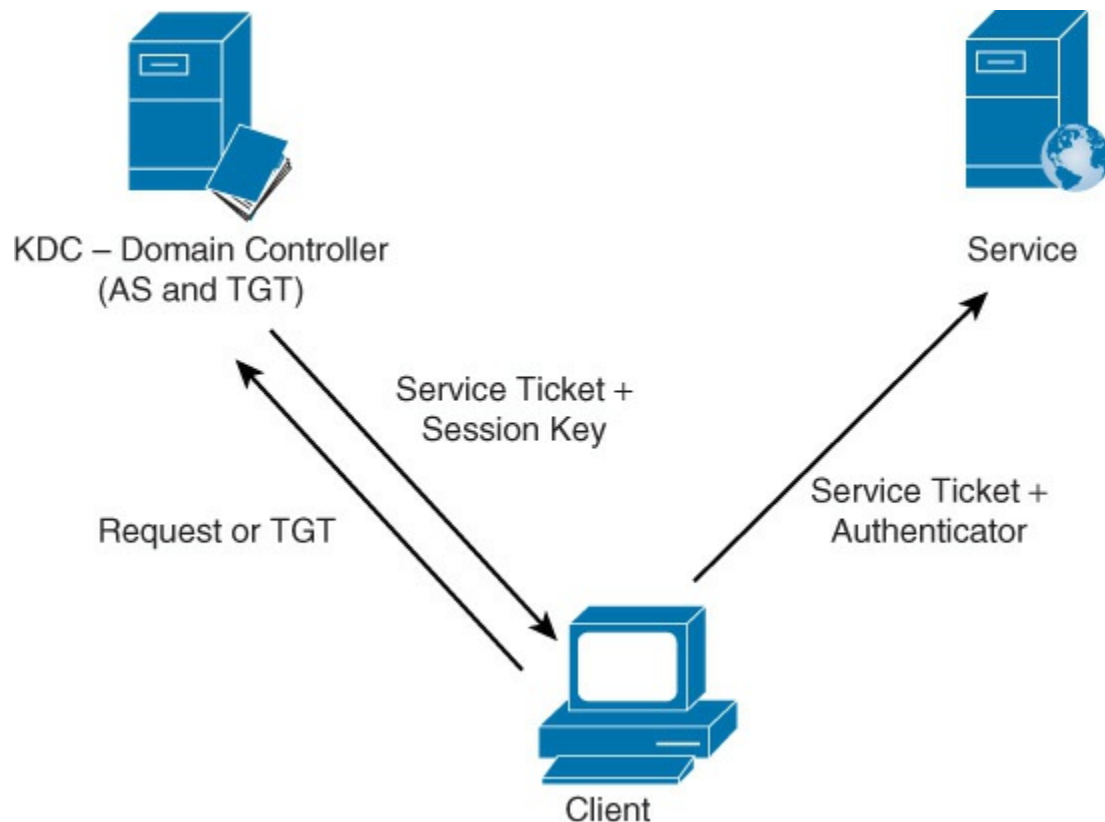 KDC – Domain Controller
(AS and TGT)
Service
Service Ticket +
Session Key
Request or TGT
Service Ticket +
Authenticator
Client